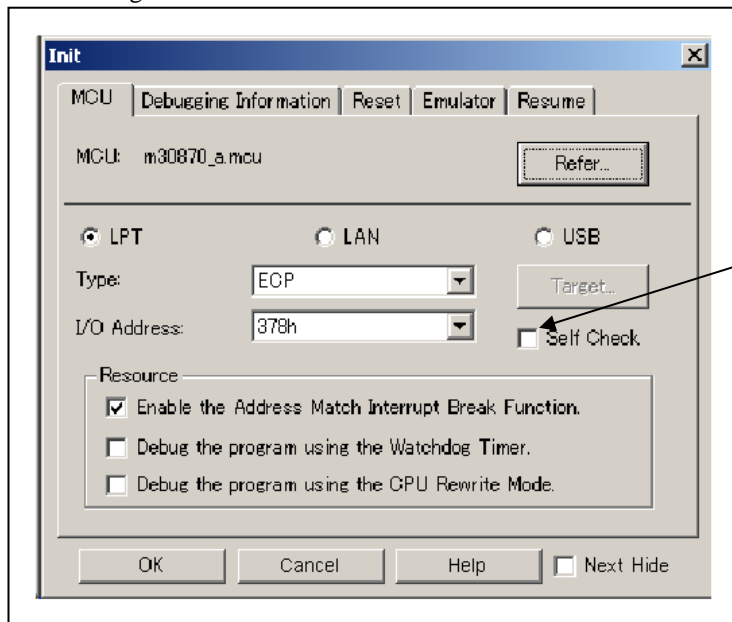 Init
MCU Debugging Information Reset Emulator Resume
MCU: m30870_a.mcu Refer...
LPT LAN USB
Type: ECP Target...
I/O Address: 378h Self Check
Resource
Enable the Address Match Interrupt Break Function.
Debug the program using the Watchdog Timer.
Debug the program using the CPU Rewrite Mode.
OK Cancel Help Next Hide